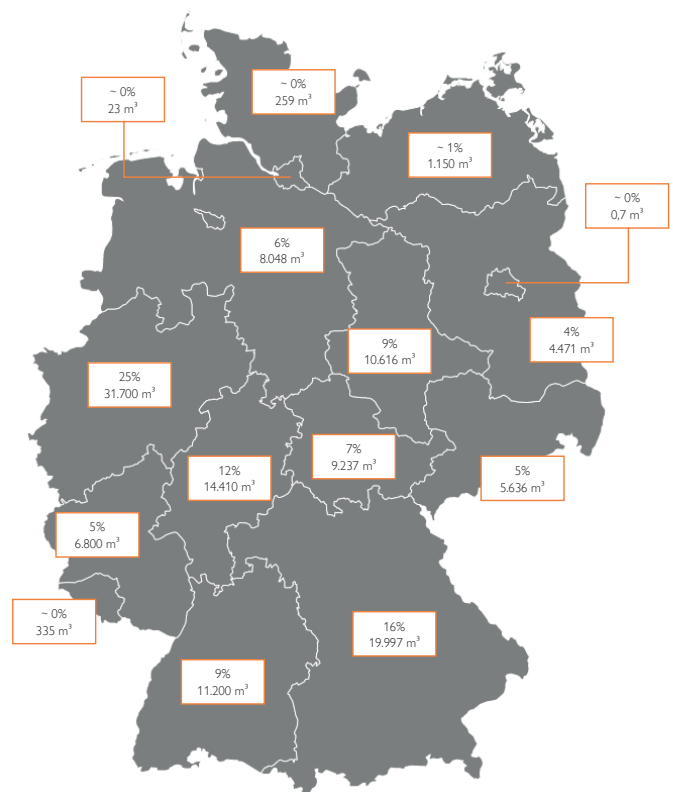 ~ 0%
259 m³
~ 0%
23 m³
~ 1%
1.150 m³
~ 0%
0,7 m³
6%
8.048 m³
4%
4.471 m³
9%
10.616 m³
25%
31.700 m³
7%
9.237 m³
12%
14.410 m³
5%
5.636 m³
5%
6.800 m³
~ 0%
335 m³
16%
19.997 m³
9%
11.200 m³